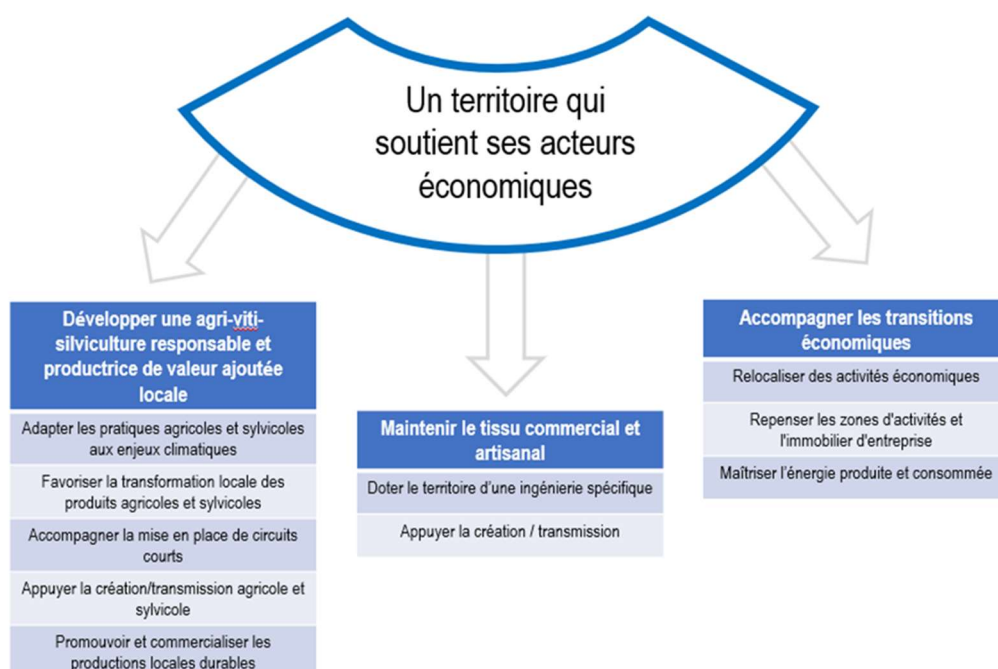 Un territoire qui
soutient ses acteurs
économiques
Développer une agri-viti-
silviculture responsable et
productrice de valeur ajoutée
locale
Adapter les pratiques agricoles et sylvicoles
aux enjeux climatiques
Favoriser la transformation locale des
produits agricoles et sylvicoles
Accompagner la mise en place de circuits
courts
Appuyer la création/transmission agricole et
sylvicole
Promouvoir et commercialiser les
productions locales durables
Maintenir le tissu commercial et
artisanal
Doter le territoire d'une ingénierie spécifique
Appuyer la création / transmission
Accompagner les transitions
économiques
Relocaliser des activités économiques
Repenser les zones d'activités et
l'immobilier d'entreprise
Maîtriser l'énergie produite et consommée